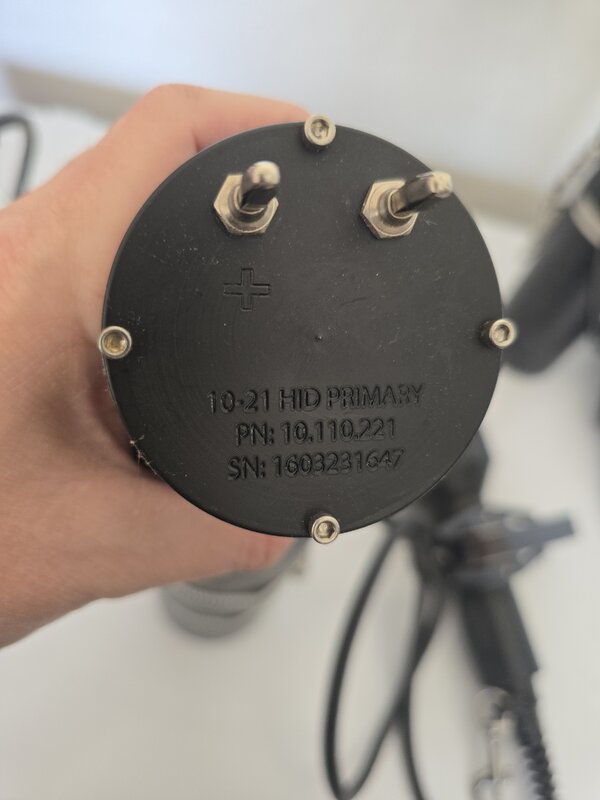 10-21 HID PRIMARY
PN: 10.110.221
SN: 1603231647